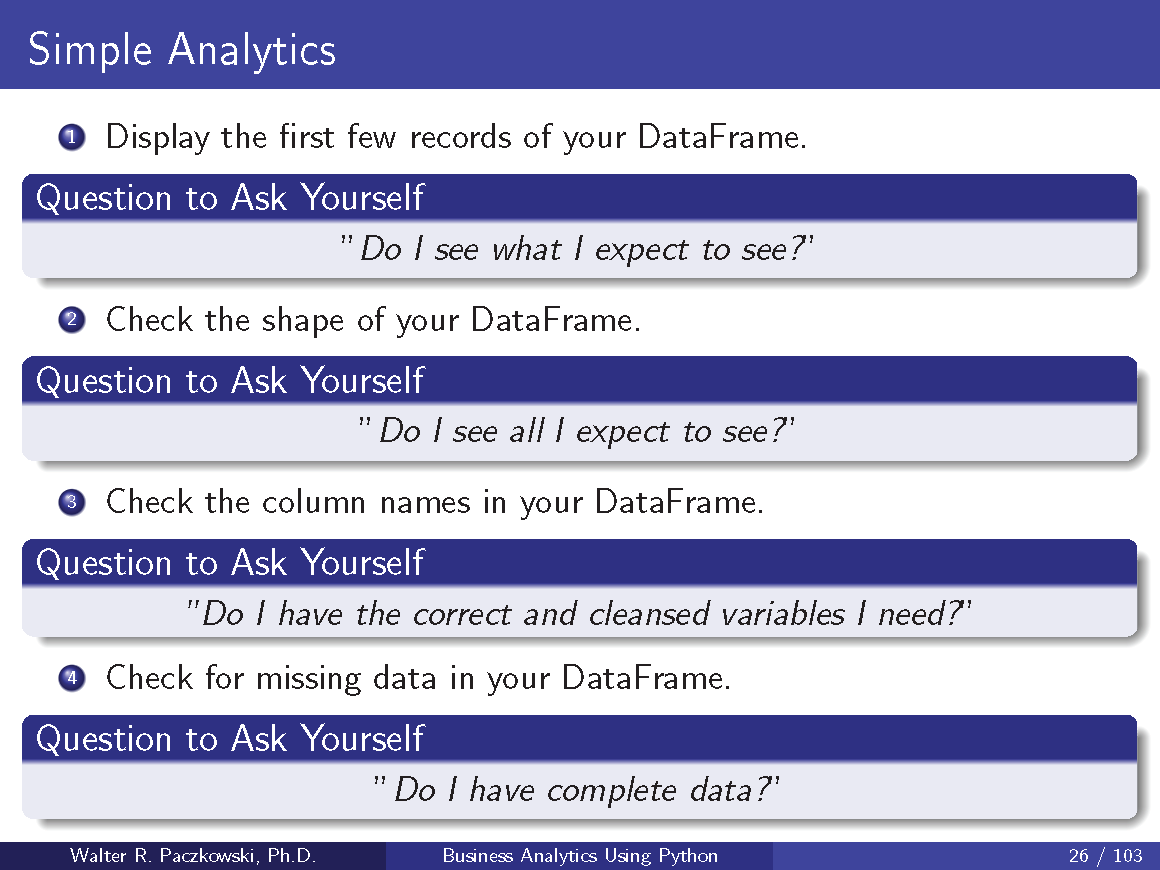 Simple Analytics
1 Display the first few records of your DataFrame.
Question to Ask Yourself
”Do I see what I expect to see?”
2 Check the shape of your DataFrame.
Question to Ask Yourself
”Do I see all I expect to see?”
3 Check the column names in your DataFrame.
Question to Ask Yourself
”Do I have the correct and cleansed variables I need?”
4 Check for missing data in your DataFrame.
Question to Ask Yourself
”Do I have complete data?”
Walter R. Paczkowski, Ph.D. Business Analytics Using Python 26 / 103